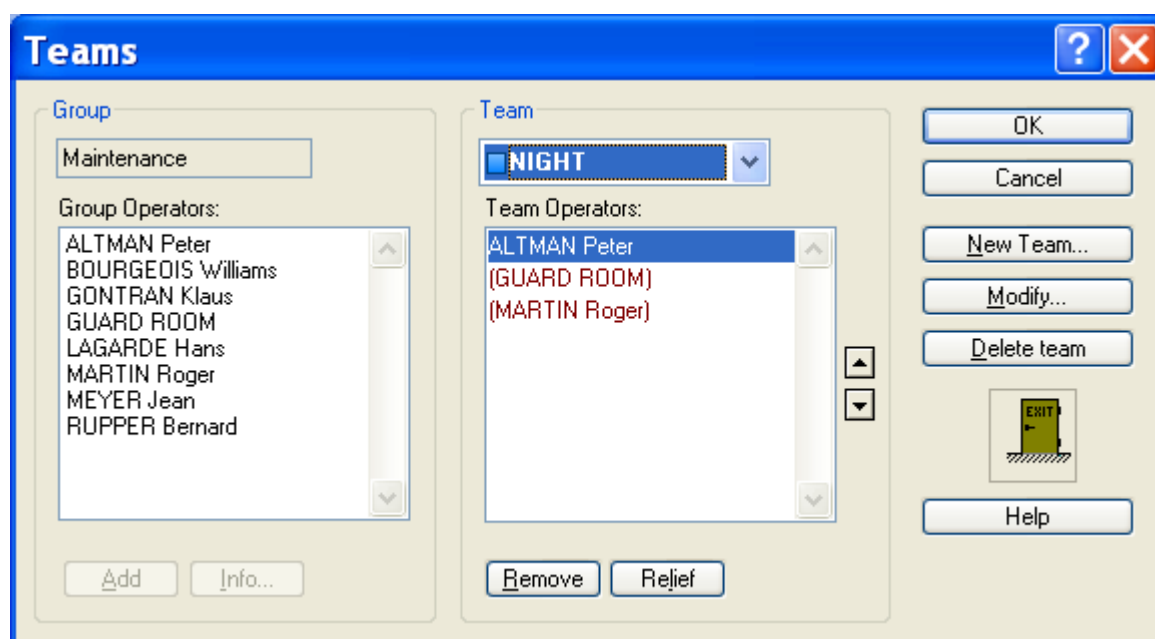 Teams
Group
Maintenance
Group Operators:
ALTMAN Peter
BOURGEOIS Williams
GONTRAN Klaus
GUARD ROOM
LAGARDE Hans
MARTIN Roger
MEYER Jean
RUPPER Bernard
Add
Info...
Team
NIGHT
Team Operators:
ALTMAN Peter
(GUARD ROOM)
(MARTIN Roger)
Remove
Relief
OK
Cancel
New Team...
Modify...
Delete team
EXIT
Help